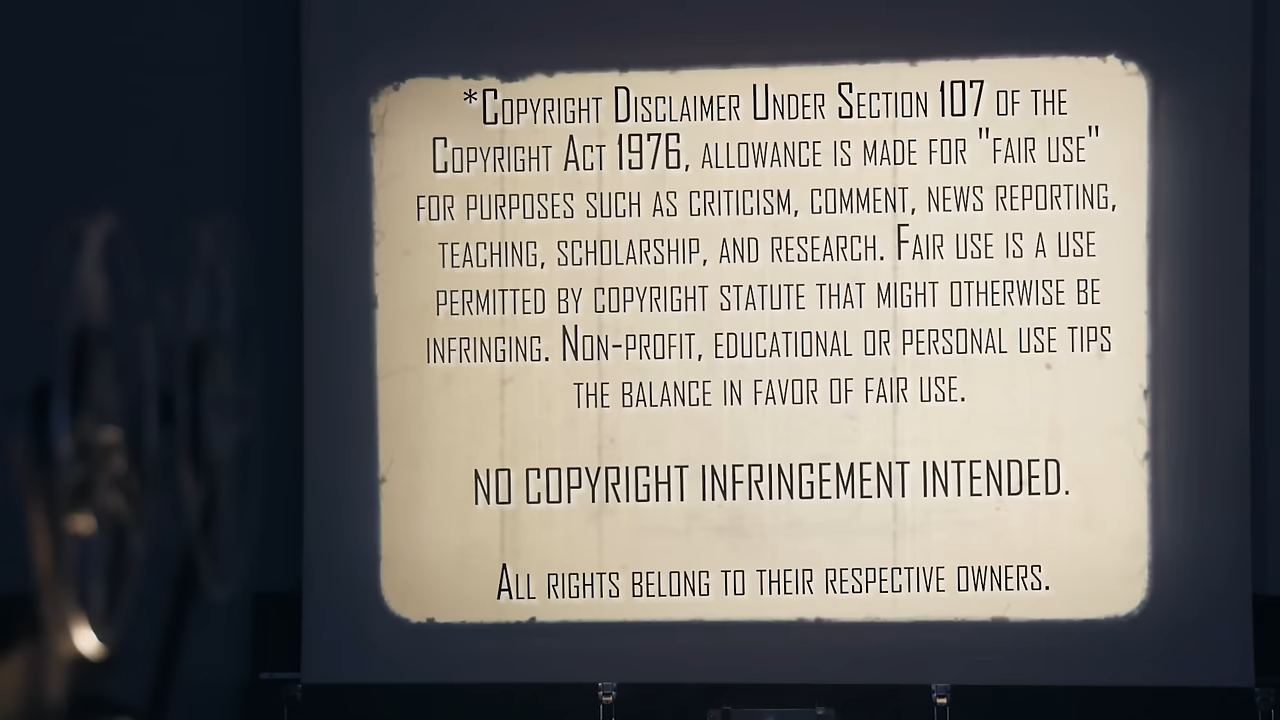 *Copyright Disclaimer Under Section 107 of the
Copyright Act 1976, allowance is made for "fair use"
for purposes such as criticism, comment, news reporting,
teaching, scholarship, and research. Fair use is a use
permitted by copyright statute that might otherwise be
infringing. Non-profit, educational or personal use tips
the balance in favor of fair use.
NO COPYRIGHT INFRINGEMENT INTENDED.
All rights belong to their respective owners.